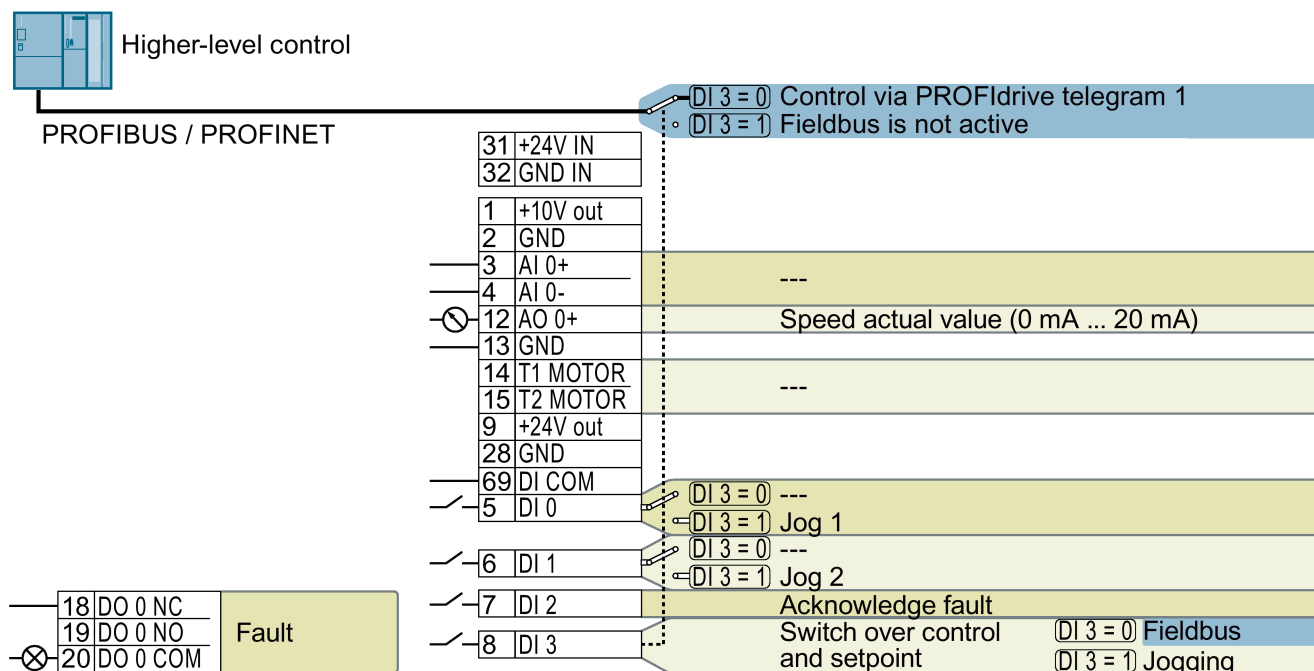 Higher-level control
PROFIBUS / PROFINET
DI 3 = 0 Control via PROFIdrive telegram 1
DI 3 = 1 Fieldbus is not active
31 +24V IN
32 GND IN
1 +10V out
2 GND
3 AI 0+
4 AI 0-
---
12 AO 0+ Speed actual value (0 mA ... 20 mA)
13 GND
14 T1 MOTOR
15 T2 MOTOR
---
9 +24V out
28 GND
69 DI COM
5 DI 0
DI 3 = 0 ---
DI 3 = 1 Jog 1
6 DI 1
DI 3 = 0 ---
DI 3 = 1 Jog 2
7 DI 2 Acknowledge fault
8 DI 3
Switch over control
and setpoint
DI 3 = 0 Fieldbus
DI 3 = 1 Jogging
18 DO 0 NC
19 DO 0 NO
20 DO 0 COM
Fault